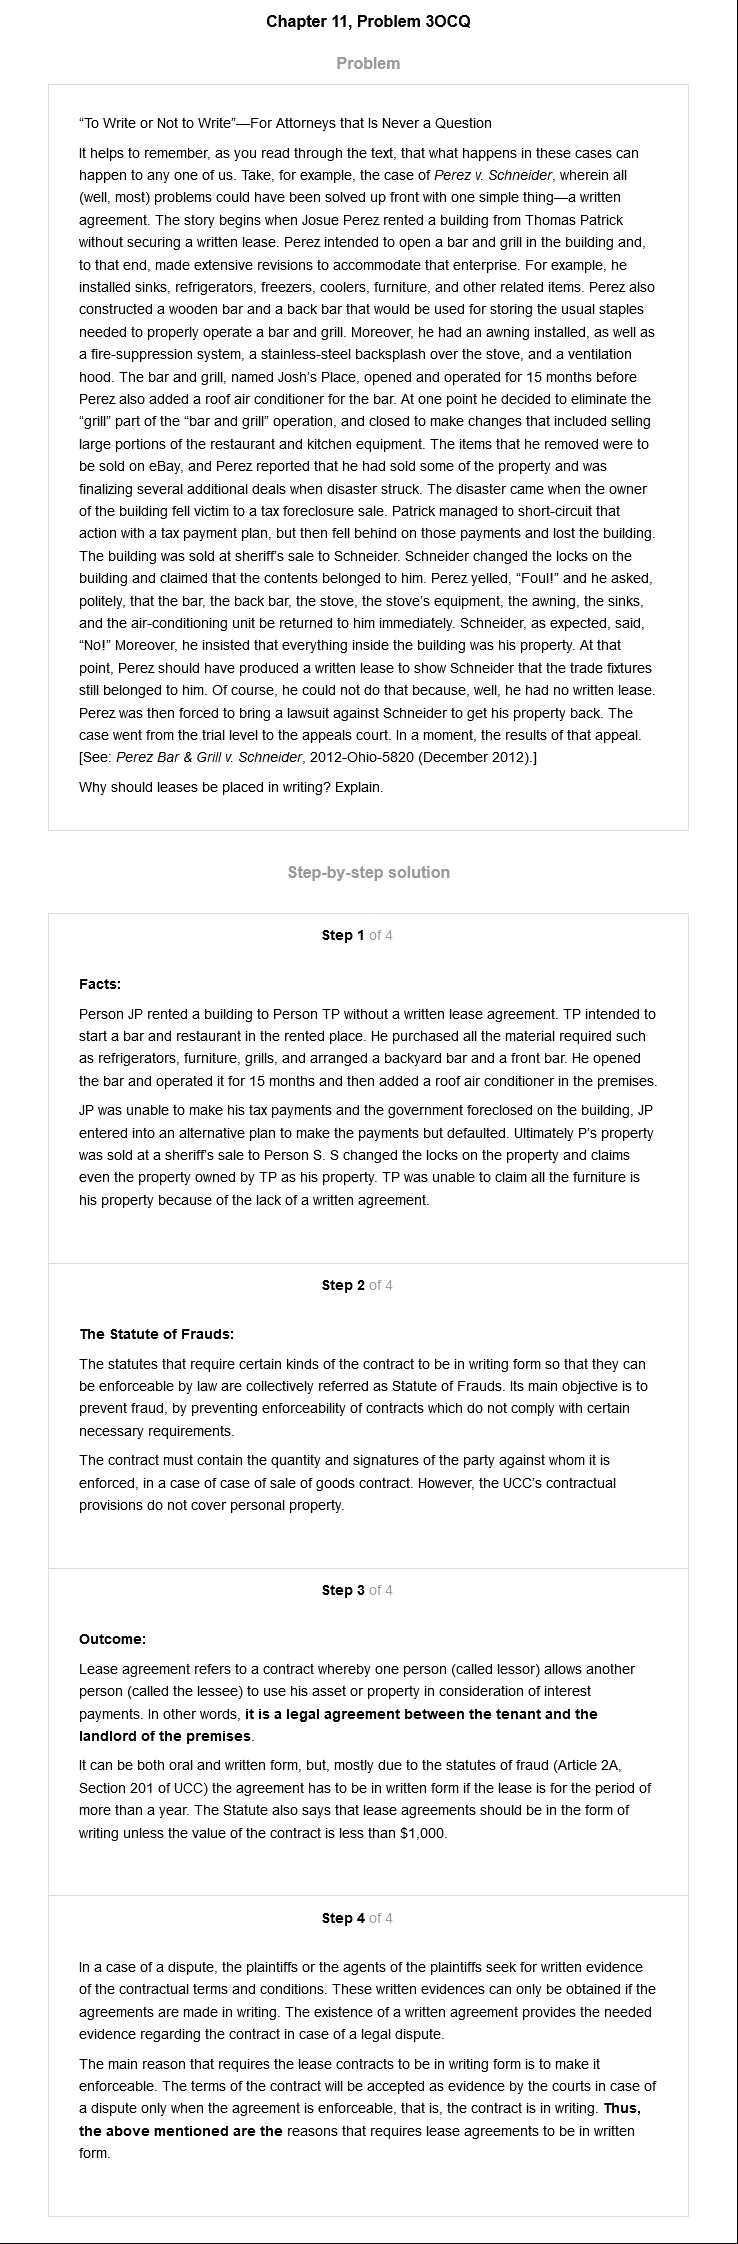 Chapter 11, Problem 3OCQ
Problem
“To Write or Not to Write”—For Attorneys that Is Never a Question
It helps to remember, as you read through the text, that what happens in these cases can
happen to any one of us. Take, for example, the case of Perez v. Schneider, wherein all
(well, most) problems could have been solved up front with one simple thing—a written
agreement. The story begins when Josue Perez rented a building from Thomas Patrick
without securing a written lease. Perez intended to open a bar and grill in the building and,
to that end, made extensive revisions to accommodate that enterprise. For example, he
installed sinks, refrigerators, freezers, coolers, furniture, and other related items. Perez also
constructed a wooden bar and a back bar that would be used for storing the usual staples
needed to properly operate a bar and grill. Moreover, he had an awning installed, as well as
a fire-suppression system, a stainless-steel backsplash over the stove, and a ventilation
hood. The bar and grill, named Josh’s Place, opened and operated for 15 months before
Perez also added a roof air conditioner for the bar. At one point he decided to eliminate the
“grill” part of the “bar and grill” operation, and closed to make changes that included selling
large portions of the restaurant and kitchen equipment. The items that he removed were to
be sold on eBay, and Perez reported that he had sold some of the property and was
finalizing several additional deals when disaster struck. The disaster came when the owner
of the building fell victim to a tax foreclosure sale. Patrick managed to short-circuit that
action with a tax payment plan, but then fell behind on those payments and lost the building.
The building was sold at sheriff’s sale to Schneider. Schneider changed the locks on the
building and claimed that the contents belonged to him. Perez yelled, “Foul!” and he asked,
politely, that the bar, the back bar, the stove, the stove’s equipment, the awning, the sinks,
and the air-conditioning unit be returned to him immediately. Schneider, as expected, said,
“No!” Moreover, he insisted that everything inside the building was his property. At that
point, Perez should have produced a written lease to show Schneider that the trade fixtures
still belonged to him. Of course, he could not do that because, well, he had no written lease.
Perez was then forced to bring a lawsuit against Schneider to get his property back. The
case went from the trial level to the appeals court. In a moment, the results of that appeal.
[See: Perez Bar & Grill v. Schneider, 2012-Ohio-5820 (December 2012).]
Why should leases be placed in writing? Explain.
Step-by-step solution
Step 1 of 4
Facts:
Person JP rented a building to Person TP without a written lease agreement. TP intended to
start a bar and restaurant in the rented place. He purchased all the material required such
as refrigerators, furniture, grills, and arranged a backyard bar and a front bar. He opened
the bar and operated it for 15 months and then added a roof air conditioner in the premises.
JP was unable to make his tax payments and the government foreclosed on the building, JP
entered into an alternative plan to make the payments but defaulted. Ultimately P’s property
was sold at a sheriff’s sale to Person S. S changed the locks on the property and claims
even the property owned by TP as his property. TP was unable to claim all the furniture is
his property because of the lack of a written agreement.
Step 2 of 4
The Statute of Frauds:
The statutes that require certain kinds of the contract to be in writing form so that they can
be enforceable by law are collectively referred as Statute of Frauds. Its main objective is to
prevent fraud, by preventing enforceability of contracts which do not comply with certain
necessary requirements.
The contract must contain the quantity and signatures of the party against whom it is
enforced, in a case of case of sale of goods contract. However, the UCC’s contractual
provisions do not cover personal property.
Step 3 of 4
Outcome:
Lease agreement refers to a contract whereby one person (called lessor) allows another
person (called the lessee) to use his asset or property in consideration of interest
payments. In other words, it is a legal agreement between the tenant and the
landlord of the premises.
It can be both oral and written form, but, mostly due to the statutes of fraud (Article 2A,
Section 201 of UCC) the agreement has to be in written form if the lease is for the period of
more than a year. The Statute also says that lease agreements should be in the form of
writing unless the value of the contract is less than $1,000.
Step 4 of 4
In a case of a dispute, the plaintiffs or the agents of the plaintiffs seek for written evidence
of the contractual terms and conditions. These written evidences can only be obtained if the
agreements are made in writing. The existence of a written agreement provides the needed
evidence regarding the contract in case of a legal dispute.
The main reason that requires the lease contracts to be in writing form is to make it
enforceable. The terms of the contract will be accepted as evidence by the courts in case of
a dispute only when the agreement is enforceable, that is, the contract is in writing. Thus,
the above mentioned are the reasons that requires lease agreements to be in written
form.